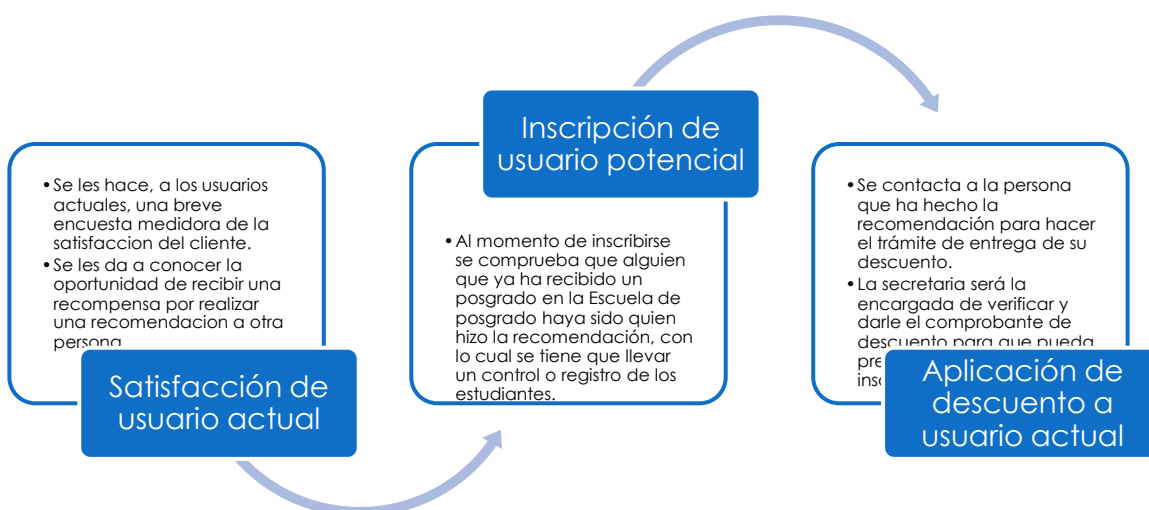 • Se les hace, a los usuarios
actuales, una breve
encuesta medidora de la
satisfaccion del cliente.
• Se les da a conocer la
oportunidad de recibir una
recompensa por realizar
una recomendacion a otra
persona
Satisfacción de
usuario actual
Inscripción de
usuario potencial
• Al momento de inscribirse
se comprueba que alguien
que ya ha recibido un
posgrado en la Escuela de
posgrado haya sido quien
hizo la recomendación, con
lo cual se tiene que llevar
un control o registro de los
estudiantes.
• Se contacta a la persona
que ha hecho la
recomendación para hacer
el trámite de entrega de su
descuento.
• La secretaria será la
encargada de verificar y
darle el comprobante de
descuento para que pueda
Aplicación de
descuento a
usuario actual